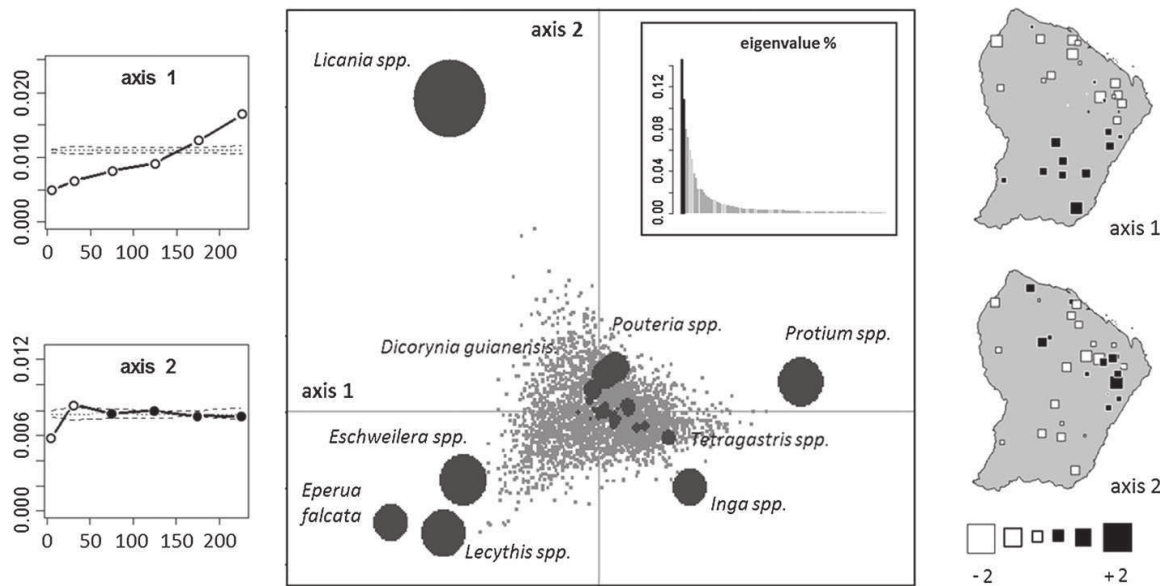 axis 1
0.020
0.010
0.000
0 50 100 150 200
axis 2
0.012
0.006
0.000
0 50 100 150 200
axis 2
Licania spp.
eigenvalue %
0.12
0.08
0.04
0.00
Pouteria spp.
Dicorynia guianensis.
Protium spp.
axis 1
Eschweilera spp.
Tetragastris spp.
Eperua
falcata
Inga spp.
Lecythis spp.
axis 1
axis 2
- 2 + 2